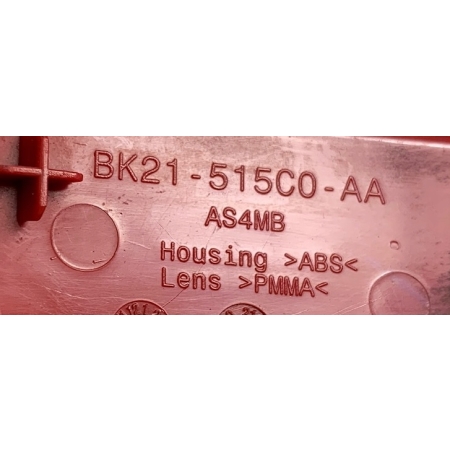 BK21-515C0-AA
AS4MB
Housing >ABS<
Lens >PMMA<